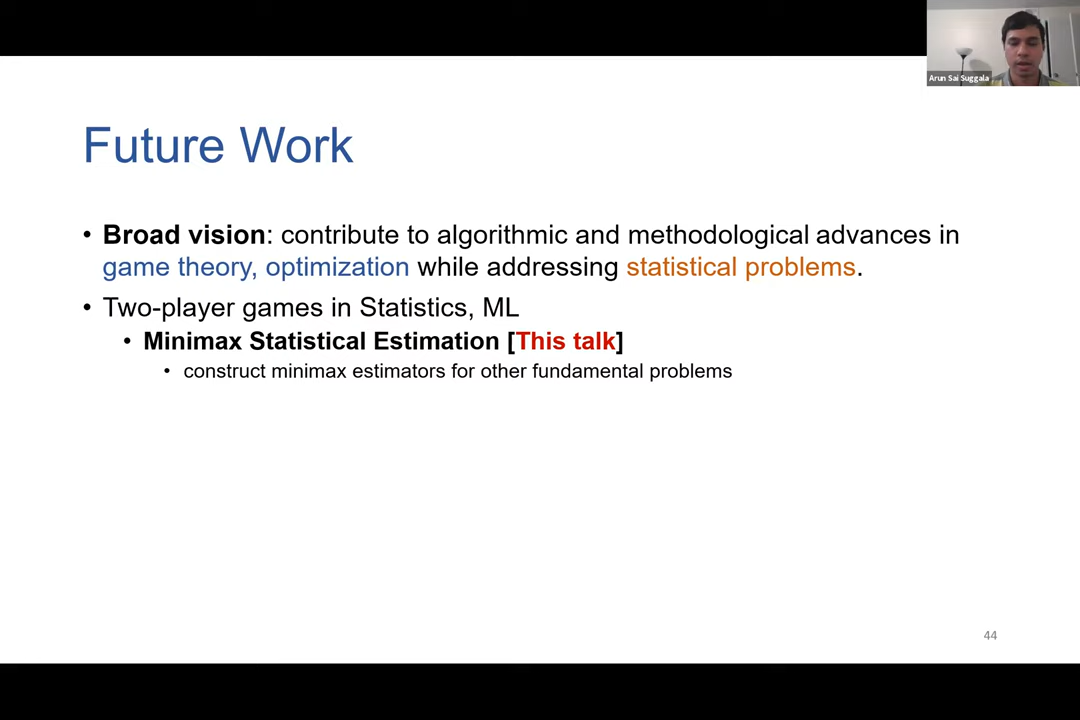 Arun Sai Suggala
Future Work
• Broad vision: contribute to algorithmic and methodological advances in
game theory, optimization while addressing statistical problems.
• Two-player games in Statistics, ML
• Minimax Statistical Estimation [This talk]
• construct minimax estimators for other fundamental problems
44